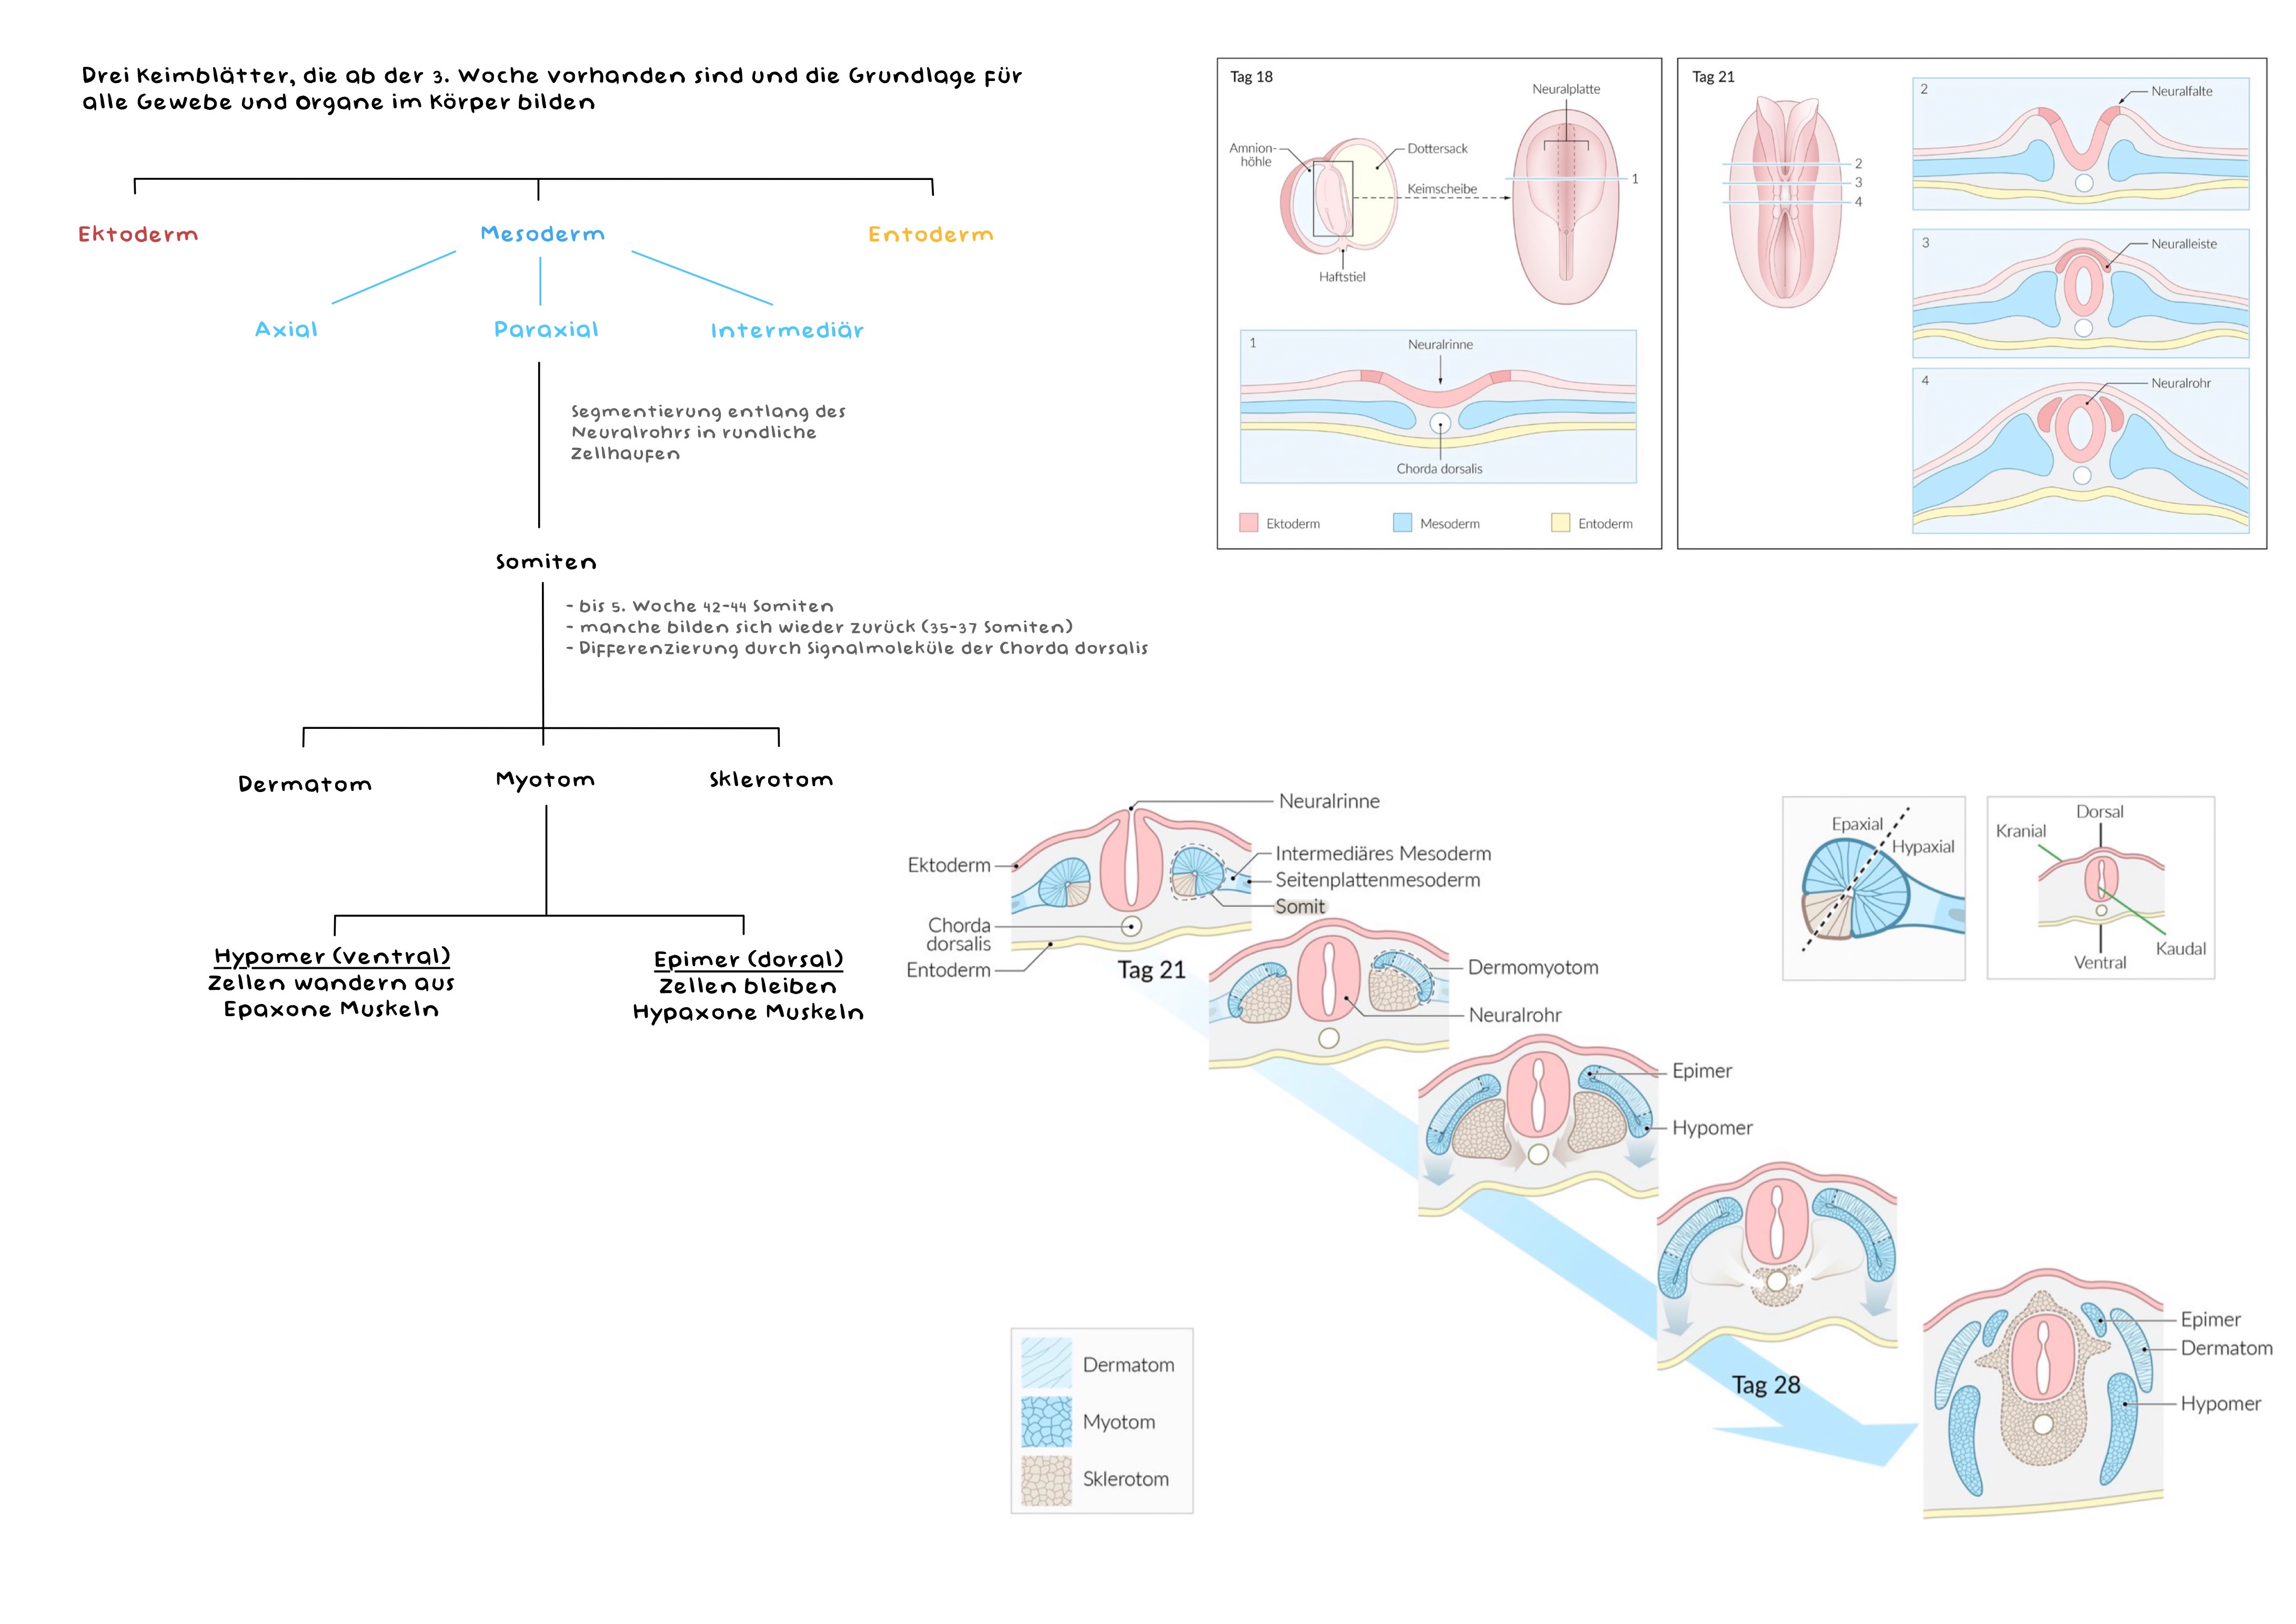 Drei Keimblätter, die ab der 3. Woche vorhanden sind und die Grundlage für
alle Gewebe und Organe im Körper bilden
Ektoderm
Mesoderm
Entoderm
Axial
Paraxial
Intermediär
Segmentierung entlang des
Neuralrohrs in rundliche
Zellhaufen
Somiten
- bis 5. Woche 42-44 Somiten
- manche bilden sich wieder zurück (35-37 Somiten)
- Differenzierung durch Signalmoleküle der Chorda dorsalis
Dermatom
Myotom
Sklerotom
Hypomer (ventral)
Zellen wandern aus
Epaxone Muskeln
Epimer (dorsal)
Zellen bleiben
Hypaxone Muskeln
Tag 18
Neuralplatte
Amnion-
höhle
Dottersack
Keimscheibe
1
Haftstiel
1
Neuralrinne
Chorda dorsalis
Ektoderm
Mesoderm
Entoderm
Tag 21
2
3
4
2
Neuralfalte
3
Neuralleiste
4
Neuralrohr
Neuralrinne
Ektoderm
Intermediäres Mesoderm
Seitenplattenmesoderm
Somit
Chorda
dorsalis
Entoderm
Tag 21
Dermomyotom
Neuralrohr
Epimer
Hypomer
Tag 28
Epimer
Dermatom
Hypomer
Epaxial
Hypaxial
Dorsal
Kranial
Kaudal
Ventral
Dermatom
Myotom
Sklerotom